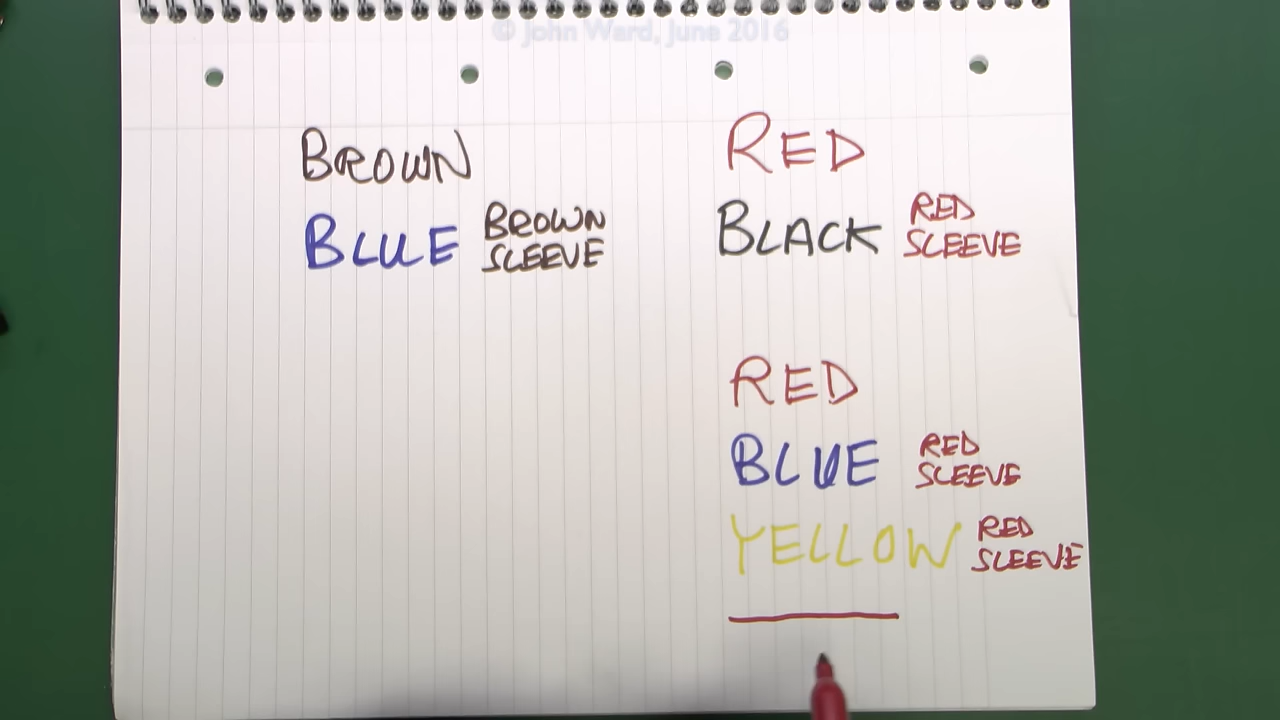 © John Ward, June 2016
BROWN
BLUE BROWN SLEEVE
RED
BLACK RED SLEEVE
RED
BLUE RED SLEEVE
YELLOW RED SLEEVE